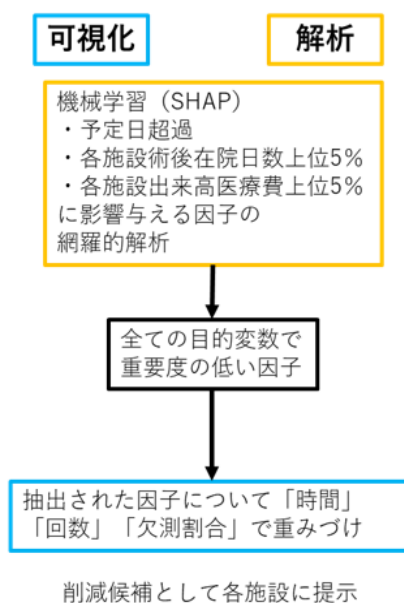 可視化
解析
機械学習（SHAP）
・予定日超過
・各施設術後在院日数上位5%
・各施設出来高医療費上位5%
に影響与える因子の
網羅的解析
全ての目的変数で
重要度の低い因子
抽出された因子について「時間」
「回数」「欠測割合」で重みづけ
削減候補として各施設に提示